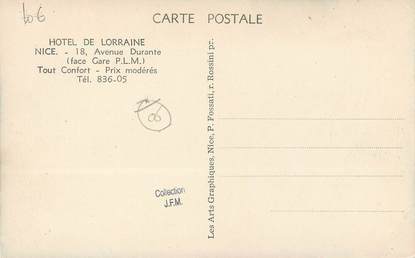 CARTE POSTALE
HOTEL DE LORRAINE
NICE. - 18, Avenue Durante
(face Gare P.L.M.)
Tout Confort - Prix modérés
Tél. 836-05
06
Collection
J.F.M.
Les Arts Graphiques, Nice, P. Fossati, r. Rossini pr.